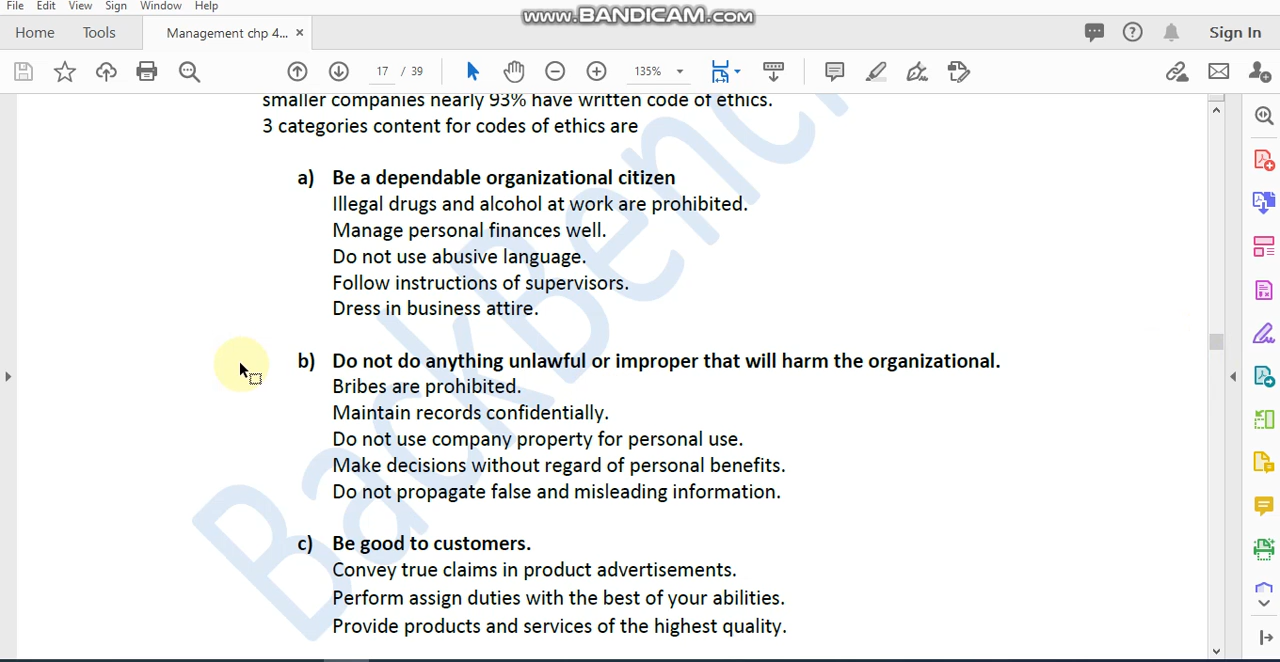 File Edit View Sign Window Help
www.BANDICAM.com
Home Tools Management chp 4... × Sign In
17 / 39 135%
smaller companies nearly 93% have written code of ethics.
3 categories content for codes of ethics are
a) Be a dependable organizational citizen
Illegal drugs and alcohol at work are prohibited.
Manage personal finances well.
Do not use abusive language.
Follow instructions of supervisors.
Dress in business attire.
b) Do not do anything unlawful or improper that will harm the organizational.
Bribes are prohibited.
Maintain records confidentially.
Do not use company property for personal use.
Make decisions without regard of personal benefits.
Do not propagate false and misleading information.
c) Be good to customers.
Convey true claims in product advertisements.
Perform assign duties with the best of your abilities.
Provide products and services of the highest quality.
BackBenc